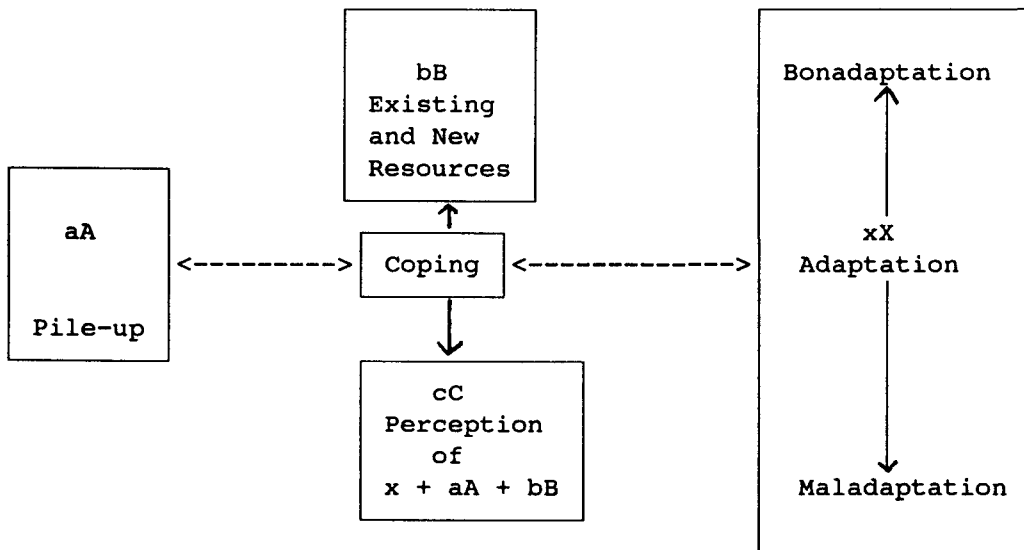 aA
Pile-up
bB
Existing
and New
Resources
Coping
cC
Perception
of
x + aA + bB
Bonadaptation
xX
Adaptation
Maladaptation